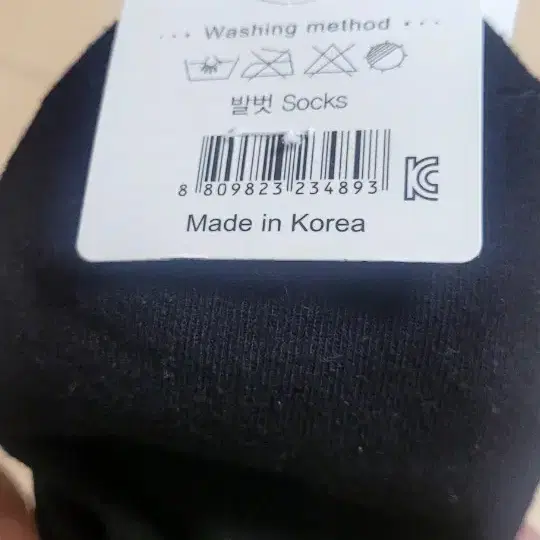 ··· Washing method ···
발벗 Socks
8 809823 234893
Made in Korea